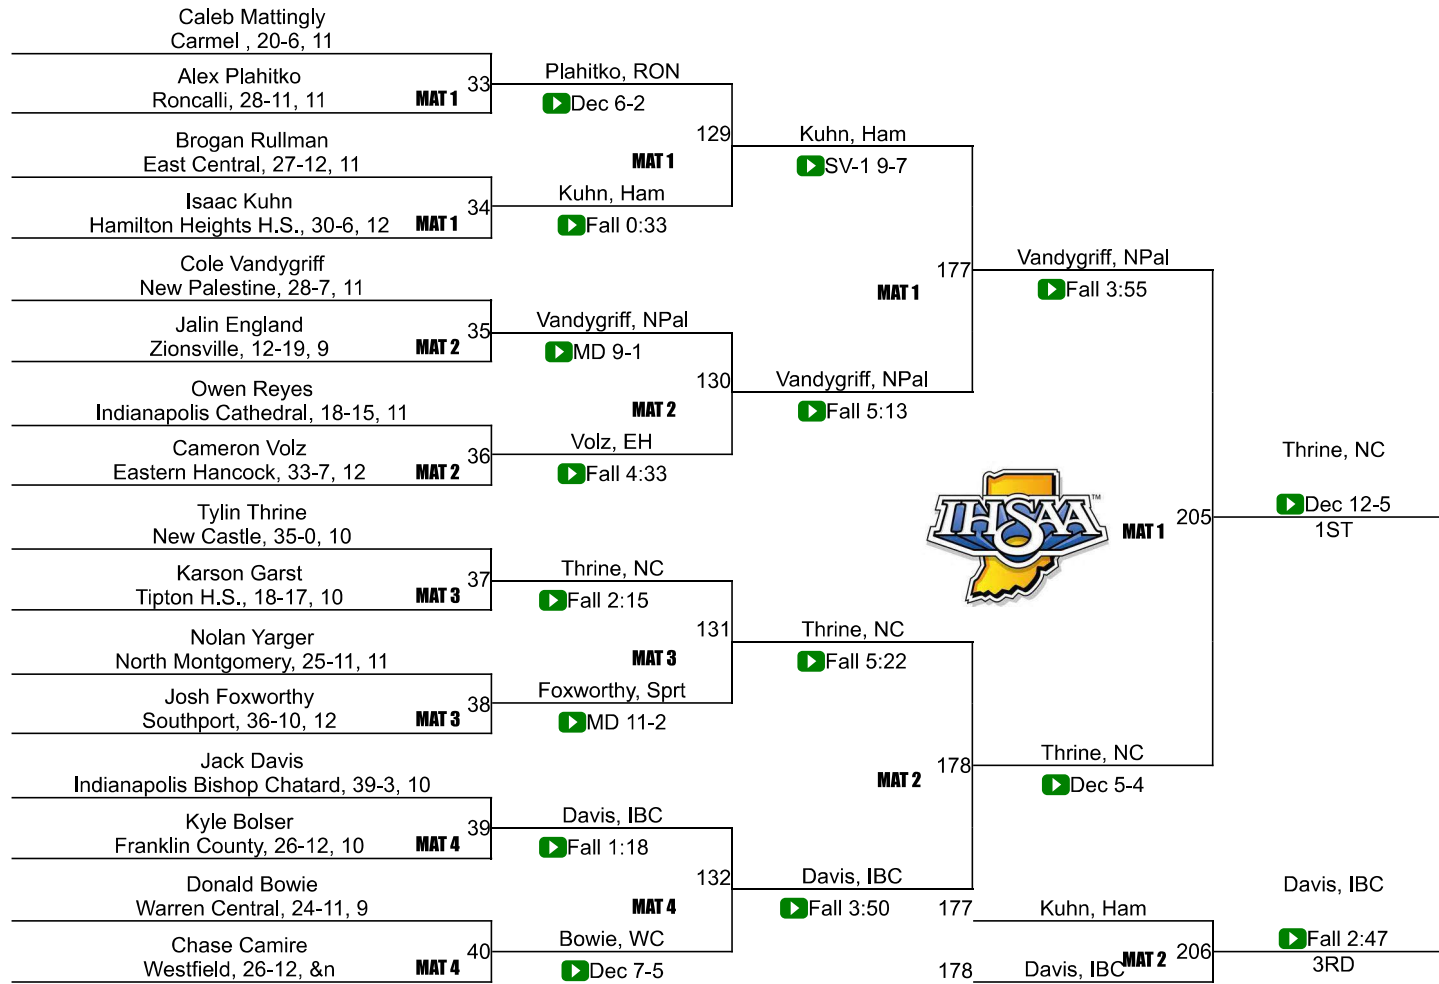 Caleb Mattingly
Carmel , 20-6, 11
33
Alex Plahitko
Roncalli, 28-11, 11
MAT 1
Plahitko, RON
Dec 6-2
Brogan Rullman
East Central, 27-12, 11
34
Isaac Kuhn
Hamilton Heights H.S., 30-6, 12
MAT 1
Kuhn, Ham
Fall 0:33
129
MAT 1
Kuhn, Ham
SV-1 9-7
Cole Vandygriff
New Palestine, 28-7, 11
35
Jalin England
Zionsville, 12-19, 9
MAT 2
Vandygriff, NPal
MD 9-1
Owen Reyes
Indianapolis Cathedral, 18-15, 11
36
Cameron Volz
Eastern Hancock, 33-7, 12
MAT 2
Volz, EH
Fall 4:33
130
MAT 2
Vandygriff, NPal
Fall 5:13
177
MAT 1
Vandygriff, NPal
Fall 3:55
Tylin Thrine
New Castle, 35-0, 10
37
Karson Garst
Tipton H.S., 18-17, 10
MAT 3
Thrine, NC
Fall 2:15
Nolan Yarger
North Montgomery, 25-11, 11
38
Josh Foxworthy
Southport, 36-10, 12
MAT 3
Foxworthy, Sprt
MD 11-2
131
MAT 3
Thrine, NC
Fall 5:22
Jack Davis
Indianapolis Bishop Chatard, 39-3, 10
39
Kyle Bolser
Franklin County, 26-12, 10
MAT 4
Davis, IBC
Fall 1:18
Donald Bowie
Warren Central, 24-11, 9
40
Chase Camire
Westfield, 26-12, &n
MAT 4
Bowie, WC
Dec 7-5
132
MAT 4
Davis, IBC
Fall 3:50
178
MAT 2
Thrine, NC
Dec 5-4
IHSAA™
205
MAT 1
Thrine, NC
Dec 12-5
1ST
177
Kuhn, Ham
178
Davis, IBC
MAT 2
206
Davis, IBC
Fall 2:47
3RD